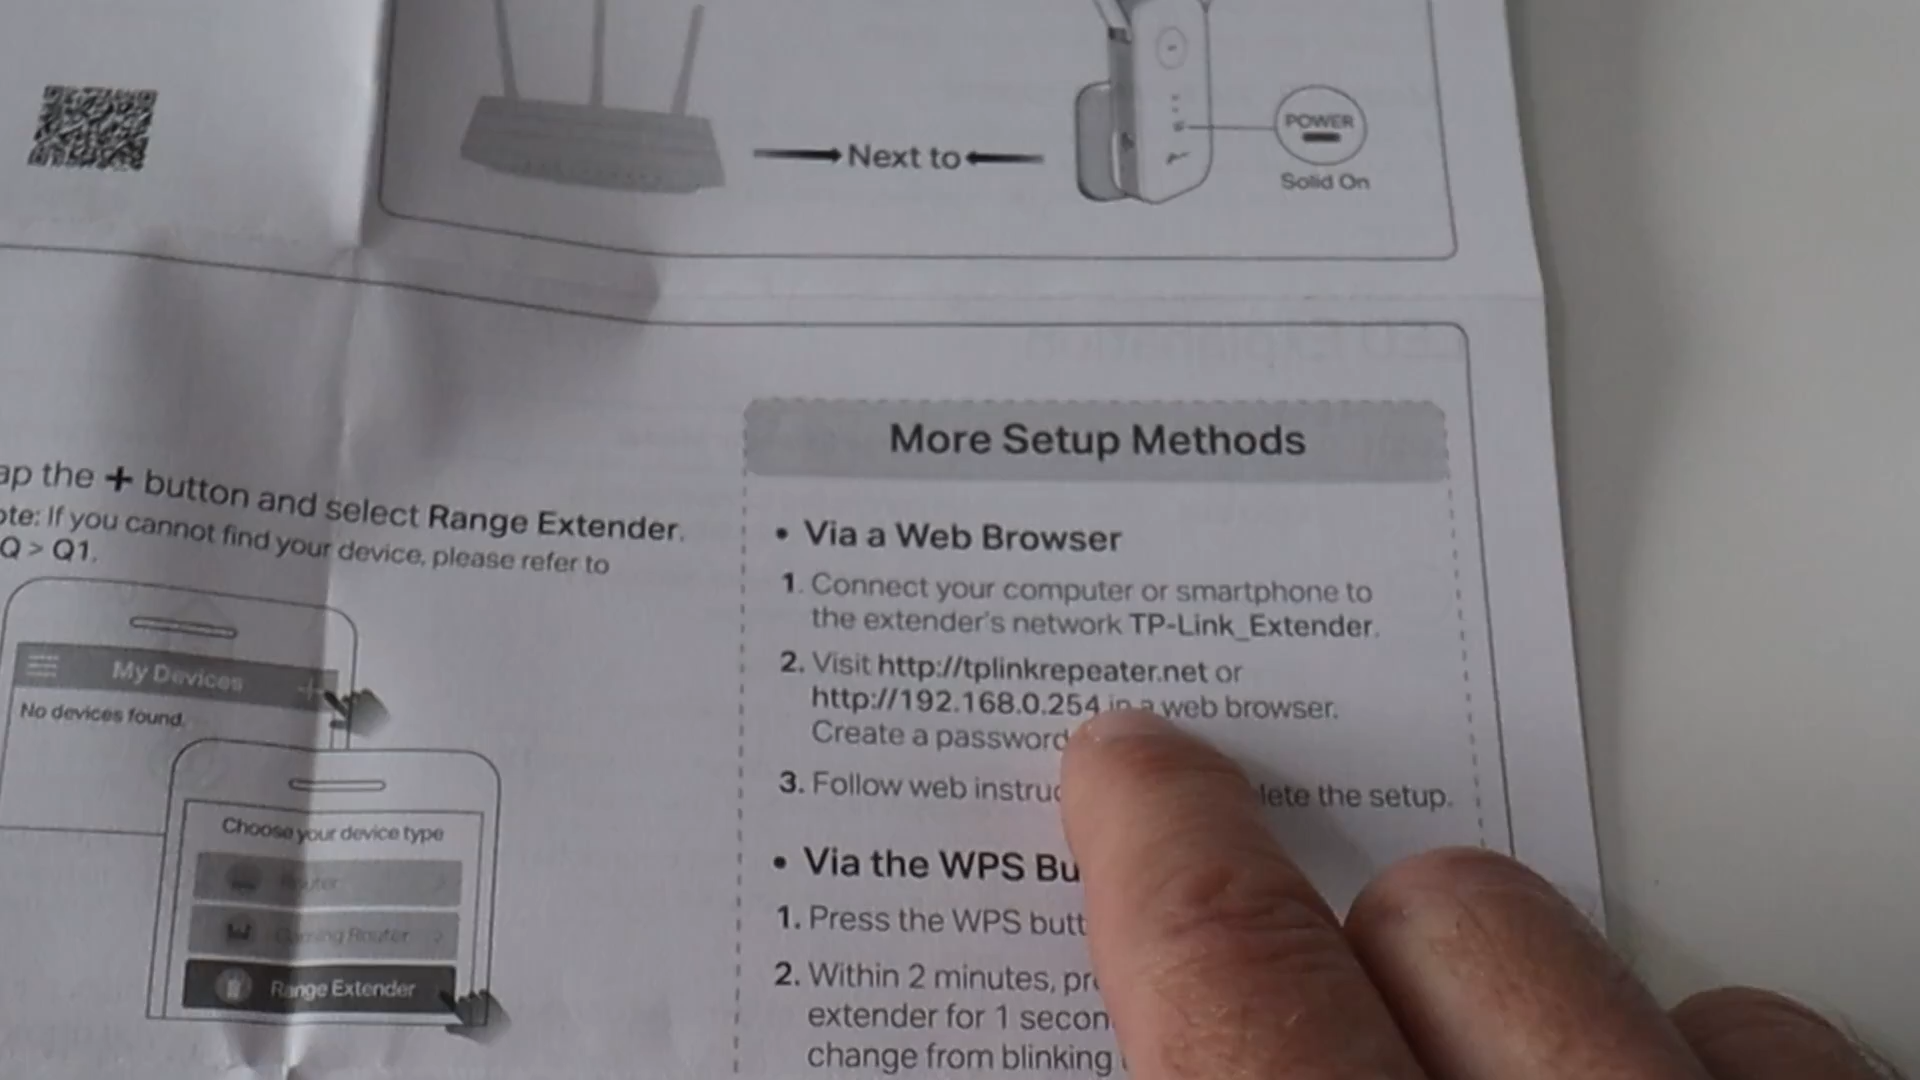 Next to
POWER
Solid On
ap the + button and select Range Extender.
ote: If you cannot find your device, please refer to
Q > Q1.
My Devices
No devices found.
Choose your device type
Router
Gaming Router
Range Extender
More Setup Methods
• Via a Web Browser
1. Connect your computer or smartphone to
the extender's network TP-Link_Extender.
2. Visit http://tplinkrepeater.net or
http://192.168.0.254 in a web browser.
Create a password
3. Follow web instruc lete the setup.
• Via the WPS Bu
1. Press the WPS butt
2. Within 2 minutes, pr
extender for 1 secon
change from blinking